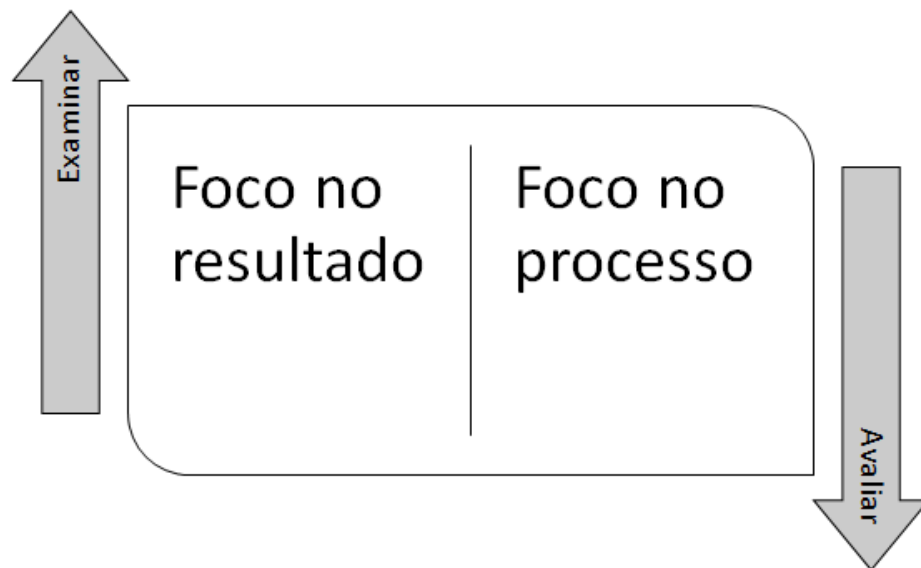 Examinar
Foco no
resultado
Foco no
processo
Avaliar